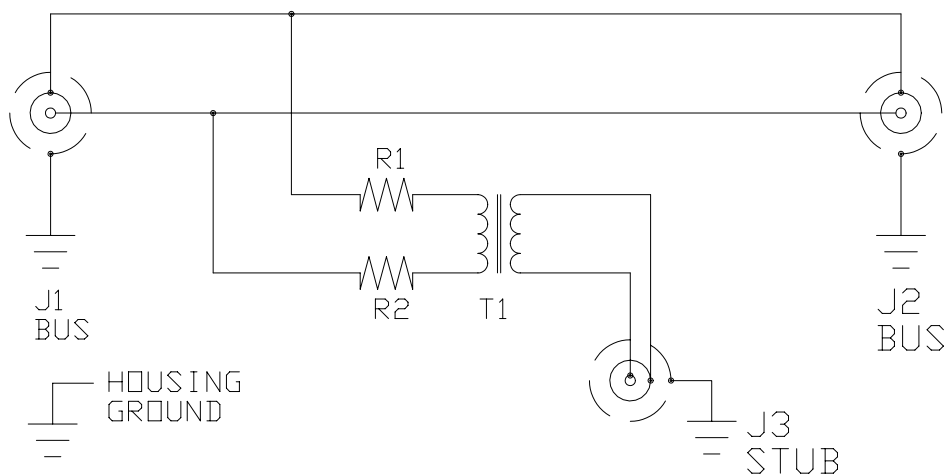 R1
R2
T1
J1
BUS
J2
BUS
HOUSING
GROUND
J3
STUB